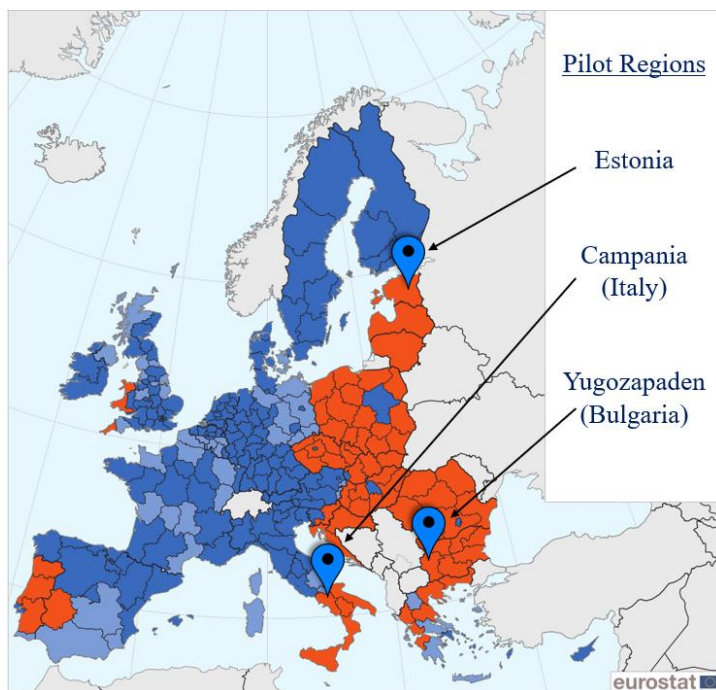 Pilot Regions
Estonia
Campania
(Italy)
Yugozapaden
(Bulgaria)
eurostat